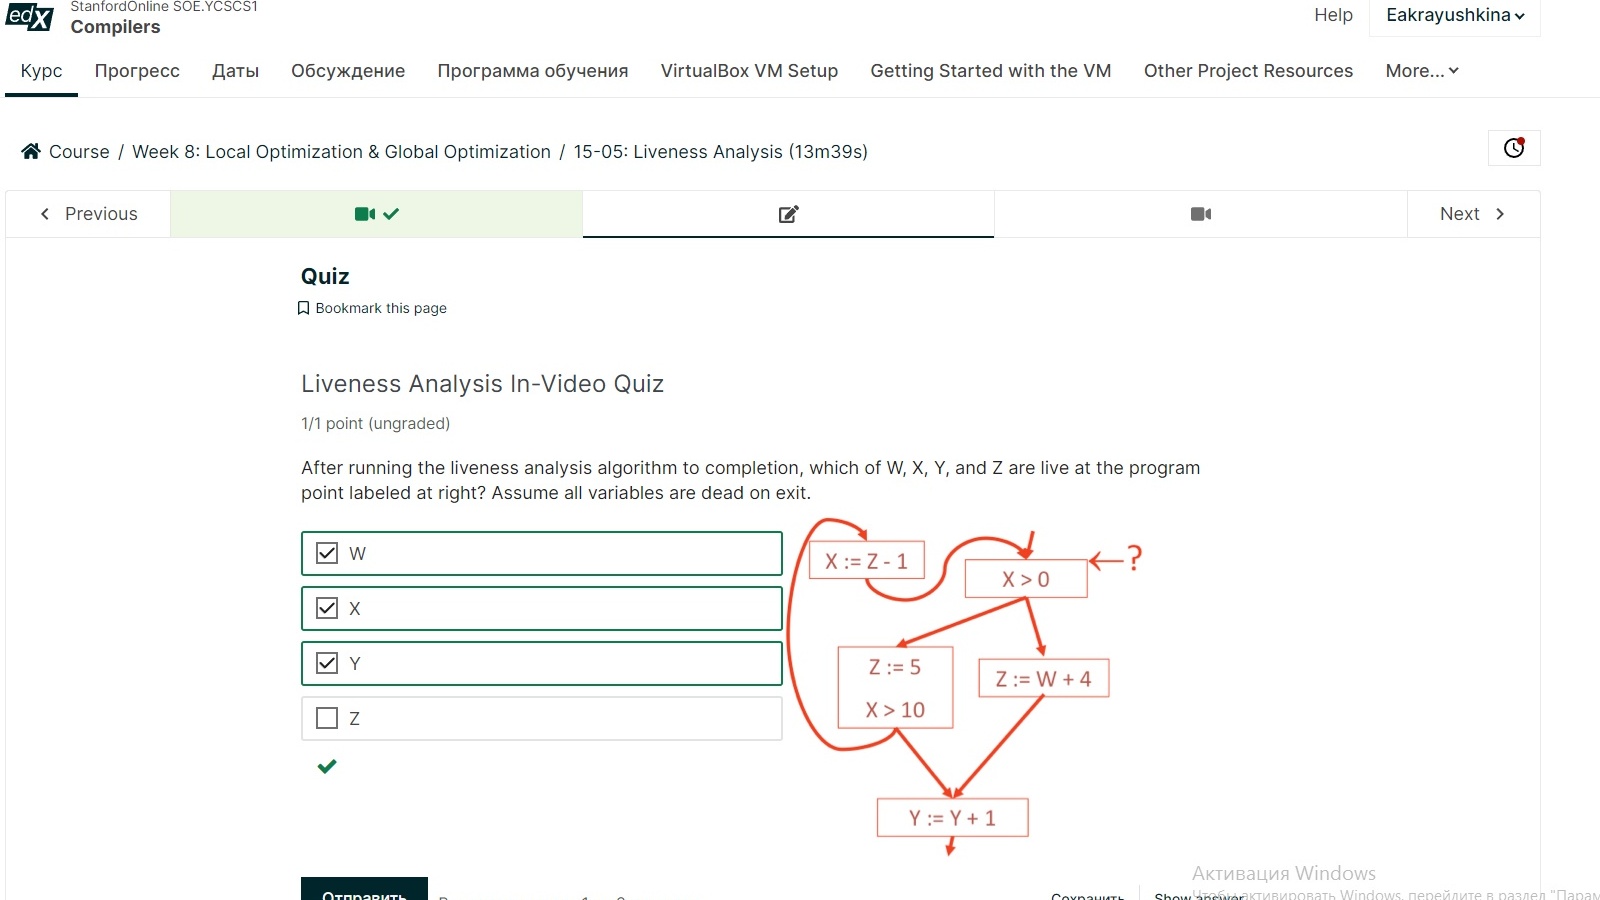 edX
StanfordOnline SOE.YCSCS1
Compilers
Help
Eakrayushkina
Курс Прогресс Даты Обсуждение Программа обучения VirtualBox VM Setup Getting Started with the VM Other Project Resources More...
Course / Week 8: Local Optimization & Global Optimization / 15-05: Liveness Analysis (13m39s)
Previous
Next
Quiz
Bookmark this page
Liveness Analysis In-Video Quiz
1/1 point (ungraded)
After running the liveness analysis algorithm to completion, which of W, X, Y, and Z are live at the program
point labeled at right? Assume all variables are dead on exit.
W
X
Y
Z
X := Z - 1
X > 0
?
Z := 5
X > 10
Z := W + 4
Y := Y + 1
Активация Windows
Чтобы активировать Windows, перейдите в раздел "Парам
Отправить
Сохранить
Show answer